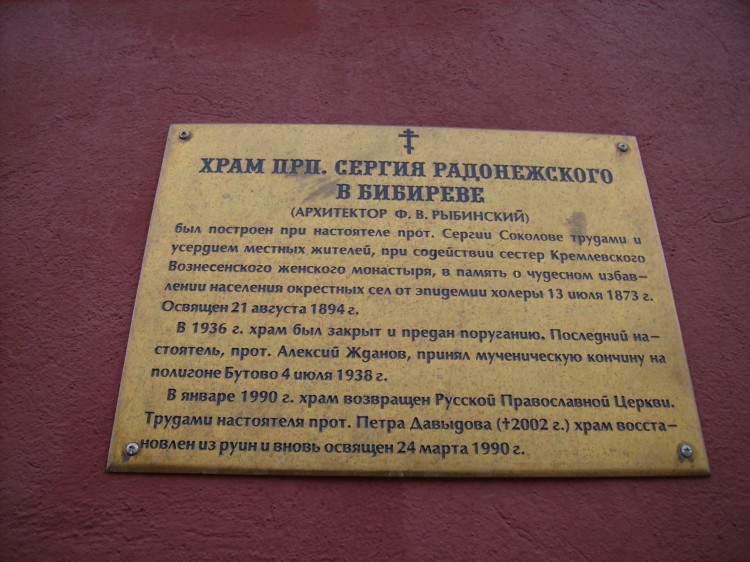 ХРАМ ПРП. СЕРГИЯ РАДОНЕЖСКОГО
В БИБИРЕВЕ
(АРХИТЕКТОР Ф. В. РЫБИНСКИЙ)
был построен при настоятеле прот. Сергии Соколове трудами и
усердием местных жителей, при содействии сестер Кремлевского
Вознесенского женского монастыря, в память о чудесном избав-
лении населения окрестных сел от эпидемии холеры 13 июля 1873 г.
Освящен 21 августа 1894 г.
В 1936 г. храм был закрыт и предан поруганию. Последний на-
стоятель, прот. Алексий Жданов, принял мученическую кончину на
полигоне Бутово 4 июля 1938 г.
В январе 1990 г. храм возвращен Русской Православной Церкви.
Трудами настоятеля прот. Петра Давыдова (†2002 г.) храм восста-
новлен из руин и вновь освящен 24 марта 1990 г.